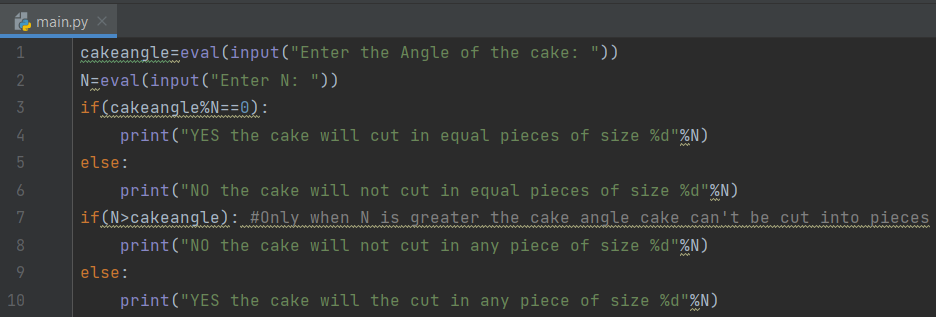 main.py
1 cakeangle=eval(input("Enter the Angle of the cake: "))
2 N=eval(input("Enter N: "))
3 if(cakeangle%N==0):
4     print("YES the cake will cut in equal pieces of size %d"%N)
5 else:
6     print("NO the cake will not cut in equal pieces of size %d"%N)
7 if(N>cakeangle): #Only when N is greater the cake angle cake can't be cut into pieces
8     print("NO the cake will not cut in any piece of size %d"%N)
9 else:
10     print("YES the cake will the cut in any piece of size %d"%N)